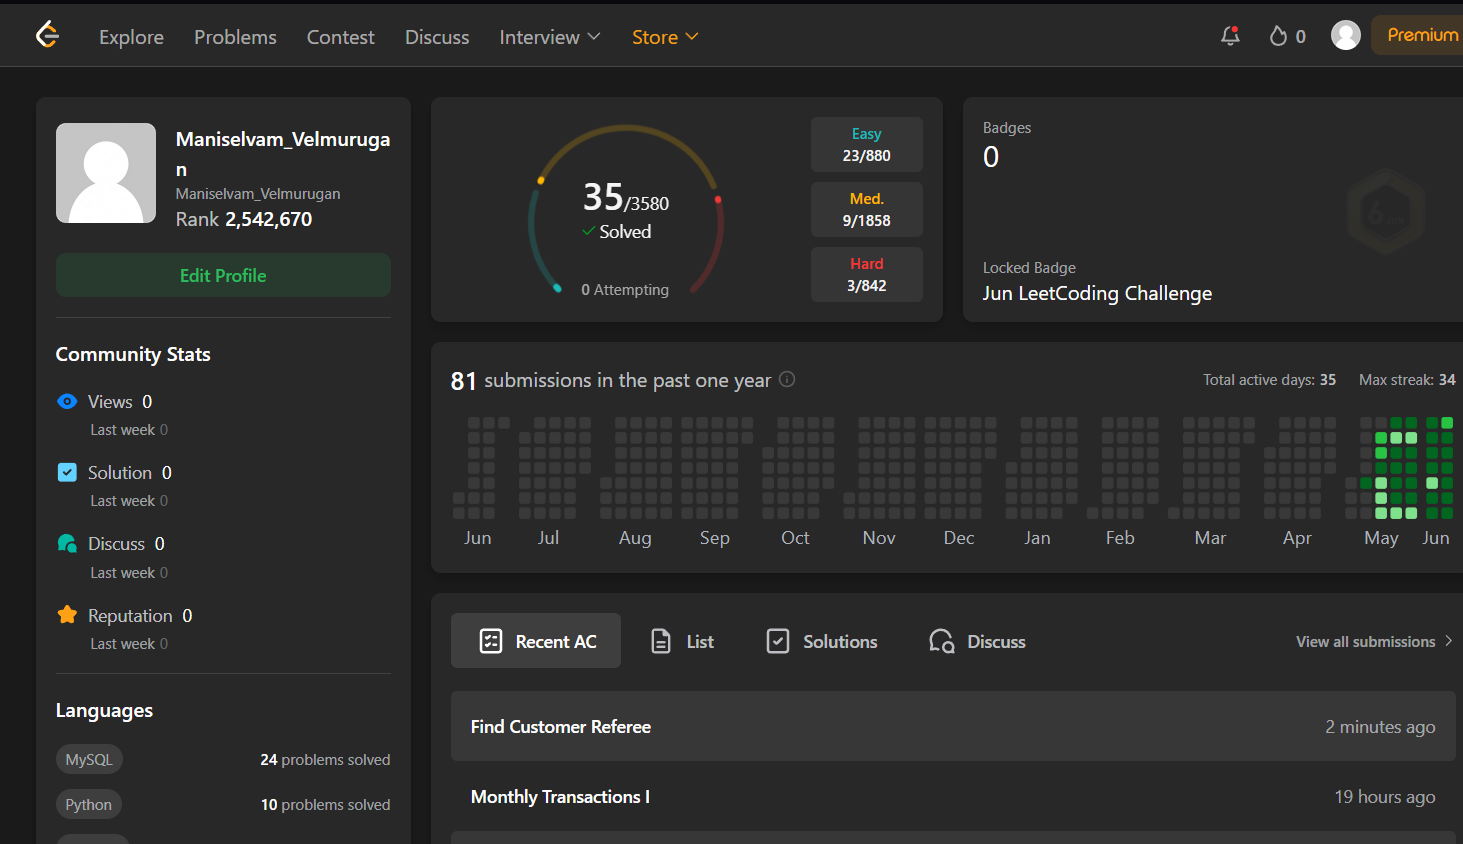 Explore Problems Contest Discuss Interview Store 0 Premium
Maniselvam_Velmuruga
n
Maniselvam_Velmurugan
Rank 2,542,670
Edit Profile
Community Stats
Views 0
Last week 0
Solution 0
Last week 0
Discuss 0
Last week 0
Reputation 0
Last week 0
Languages
MySQL 24 problems solved
Python 10 problems solved
35/3580
Solved
0 Attempting
Easy
23/880
Med.
9/1858
Hard
3/842
Badges
0
6 JUN
Locked Badge
Jun LeetCoding Challenge
81 submissions in the past one year Total active days: 35 Max streak: 34
Jun Jul Aug Sep Oct Nov Dec Jan Feb Mar Apr May Jun
Recent AC List Solutions Discuss View all submissions
Find Customer Referee 2 minutes ago
Monthly Transactions I 19 hours ago